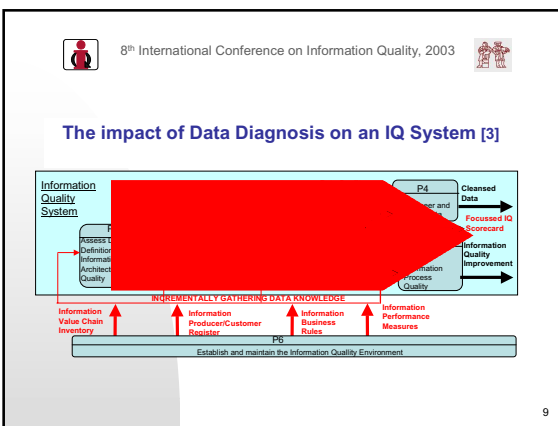 8th International Conference on Information Quality, 2003
The impact of Data Diagnosis on an IQ System [3]
Information
Quality
System
Assess
Definition
Informati
Architect
Quality
P4
and
Cleansed
Data
Focussed IQ
Scorecard
Information
Quality
Improvement
Process
Quality
INCREMENTALLY GATHERING DATA KNOWLEDGE
Information
Value Chain
Inventory
Information
Producer/Customer
Register
Information
Business
Rules
Information
Performance
Measures
P6
Establish and maintain the Information Quallity Environment
9